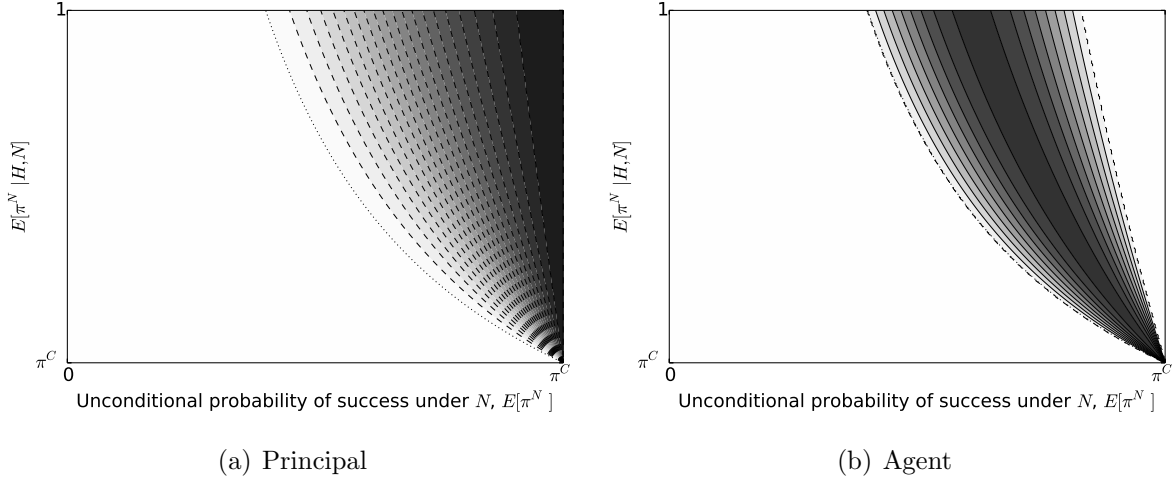 1
E[π^N |H,N]
π^C
0
π^C
Unconditional probability of success under N, E[π^N ]
(a) Principal
1
E[π^N |H,N]
π^C
0
π^C
Unconditional probability of success under N, E[π^N ]
(b) Agent